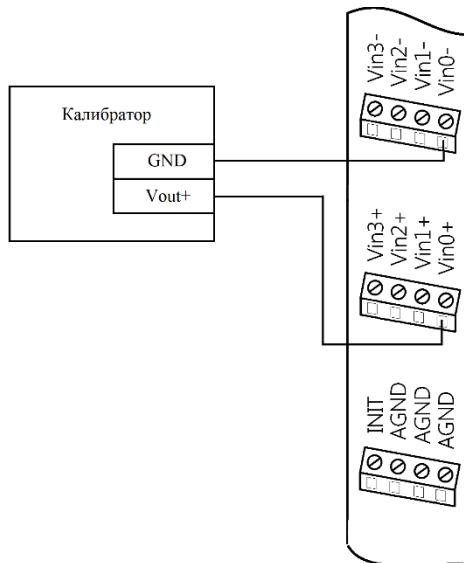 Калибратор
GND
Vout+
Vin3-
Vin2-
Vin1-
Vin0-
Vin3+
Vin2+
Vin1+
Vin0+
INIT
AGND
AGND
AGND